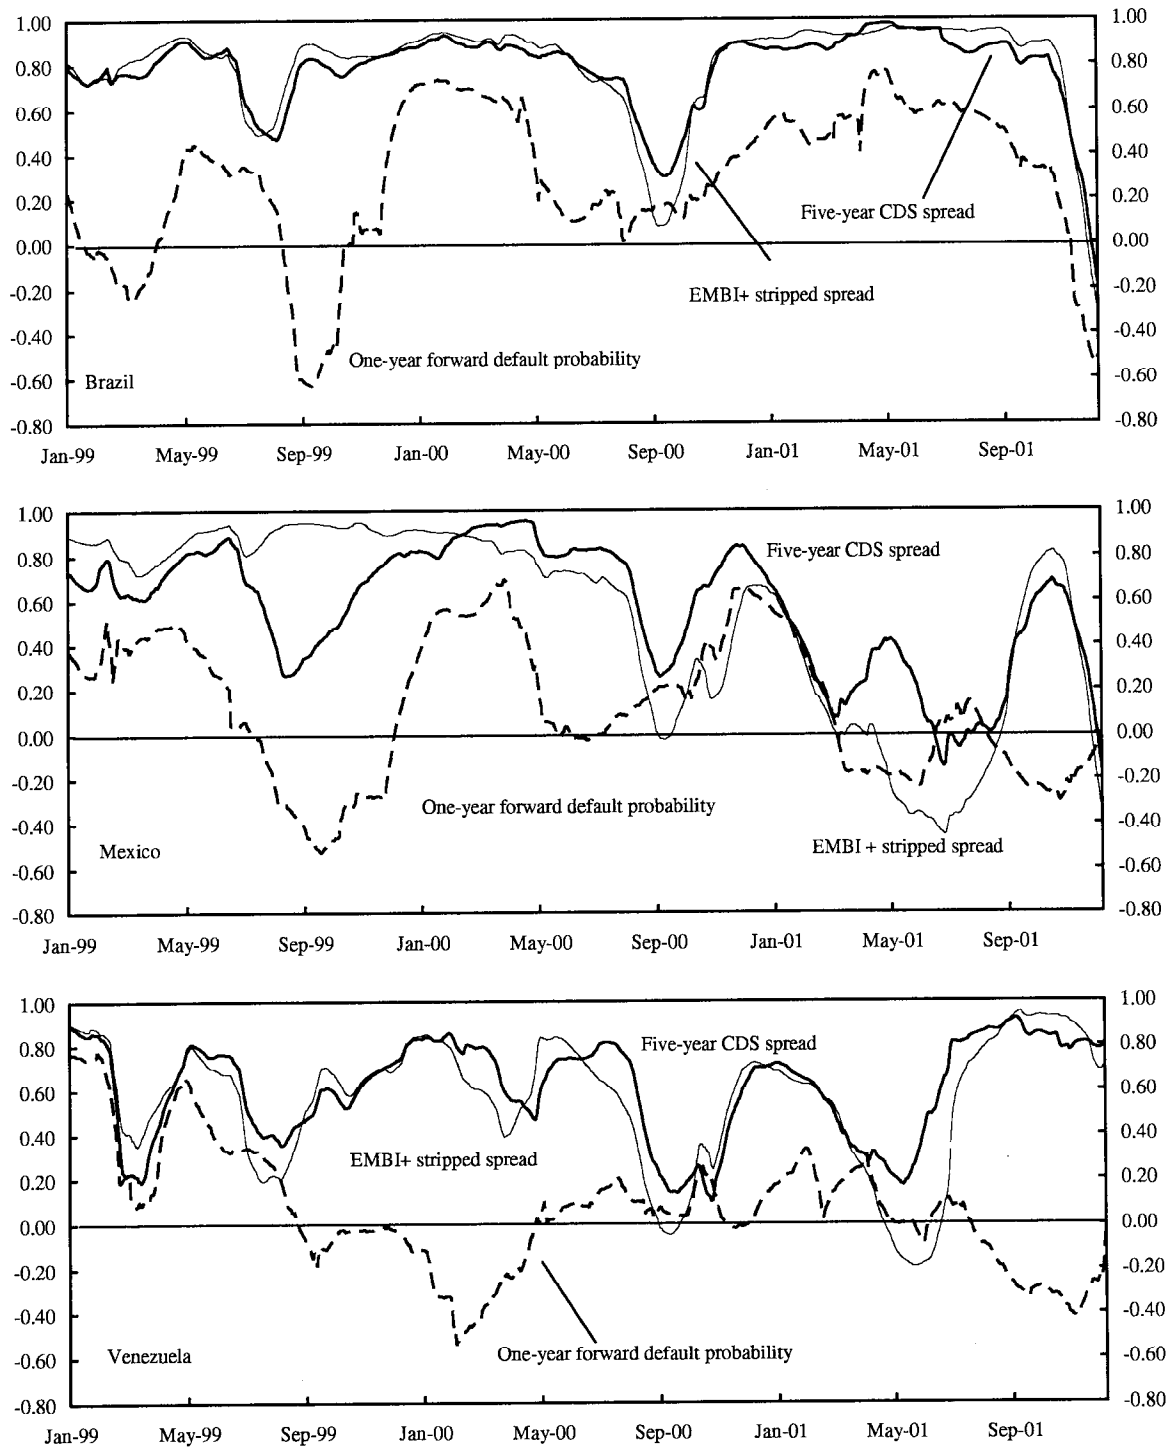 1.00 1.00
0.80 0.80
0.60 0.60
0.40 0.40
0.20 0.20
Five-year CDS spread
0.00 0.00
-0.20 -0.20
EMBI+ stripped spread
-0.40 -0.40
One-year forward default probability
-0.60 -0.60
Brazil
-0.80 -0.80
Jan-99 May-99 Sep-99 Jan-00 May-00 Sep-00 Jan-01 May-01 Sep-01
1.00 1.00
Five-year CDS spread
0.80 0.80
0.60 0.60
0.40 0.40
0.20 0.20
0.00 0.00
-0.20 -0.20
One-year forward default probability
-0.40 -0.40
EMBI + stripped spread
Mexico
-0.60 -0.60
-0.80 -0.80
Jan-99 May-99 Sep-99 Jan-00 May-00 Sep-00 Jan-01 May-01 Sep-01
1.00 1.00
Five-year CDS spread
0.80 0.80
0.60 0.60
0.40 0.40
EMBI+ stripped spread
0.20 0.20
0.00 0.00
-0.20 -0.20
-0.40 -0.40
One-year forward default probability
Venezuela
-0.60 -0.60
-0.80 -0.80
Jan-99 May-99 Sep-99 Jan-00 May-00 Sep-00 Jan-01 May-01 Sep-01